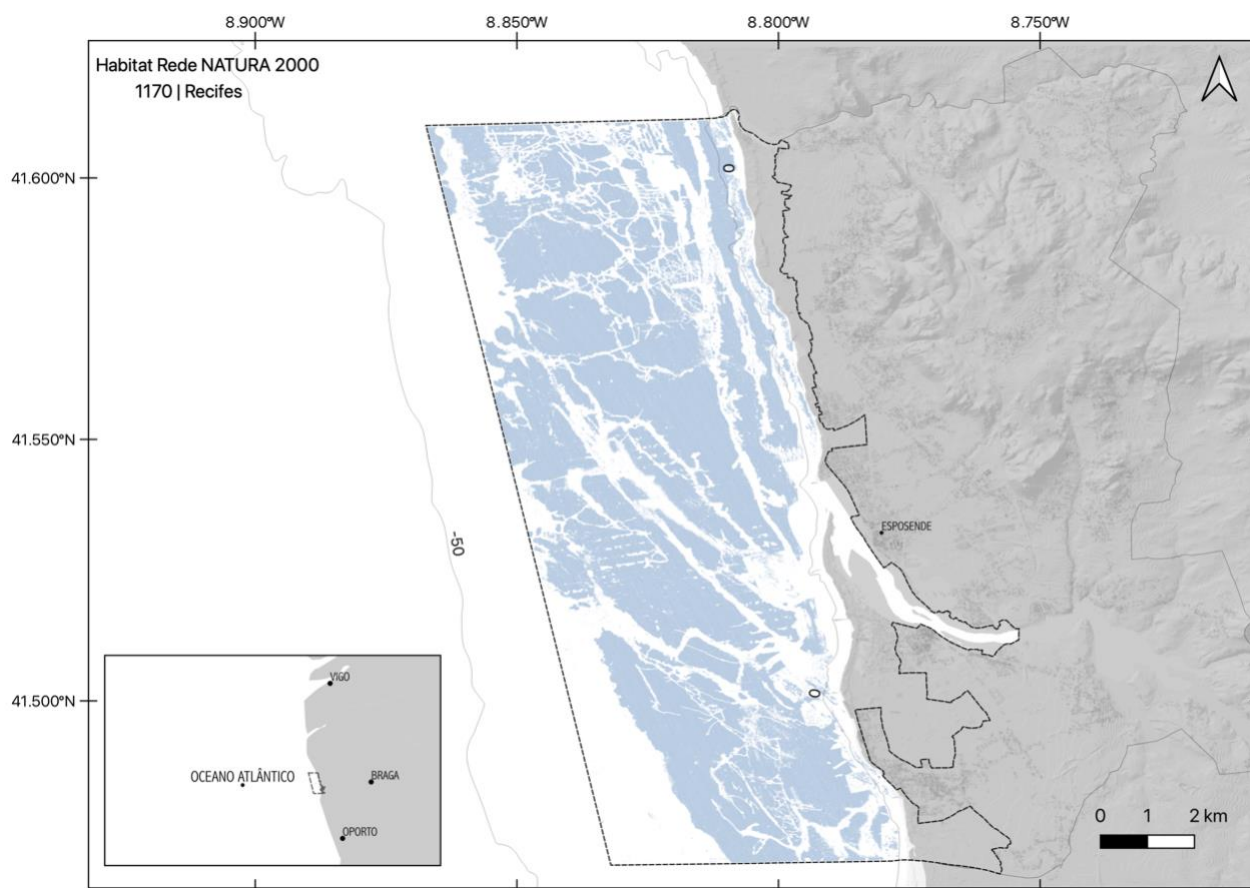 8.900°W
8.850°W
8.800°W
8.750°W
Habitat Rede NATURA 2000
1170 | Recifes
41.600°N
0
41.550°N
ESPOSENDE
-50
41.500°N
0
VIGO
OCEANO ATLÂNTICO
BRAGA
OPORTO
0 1 2 km